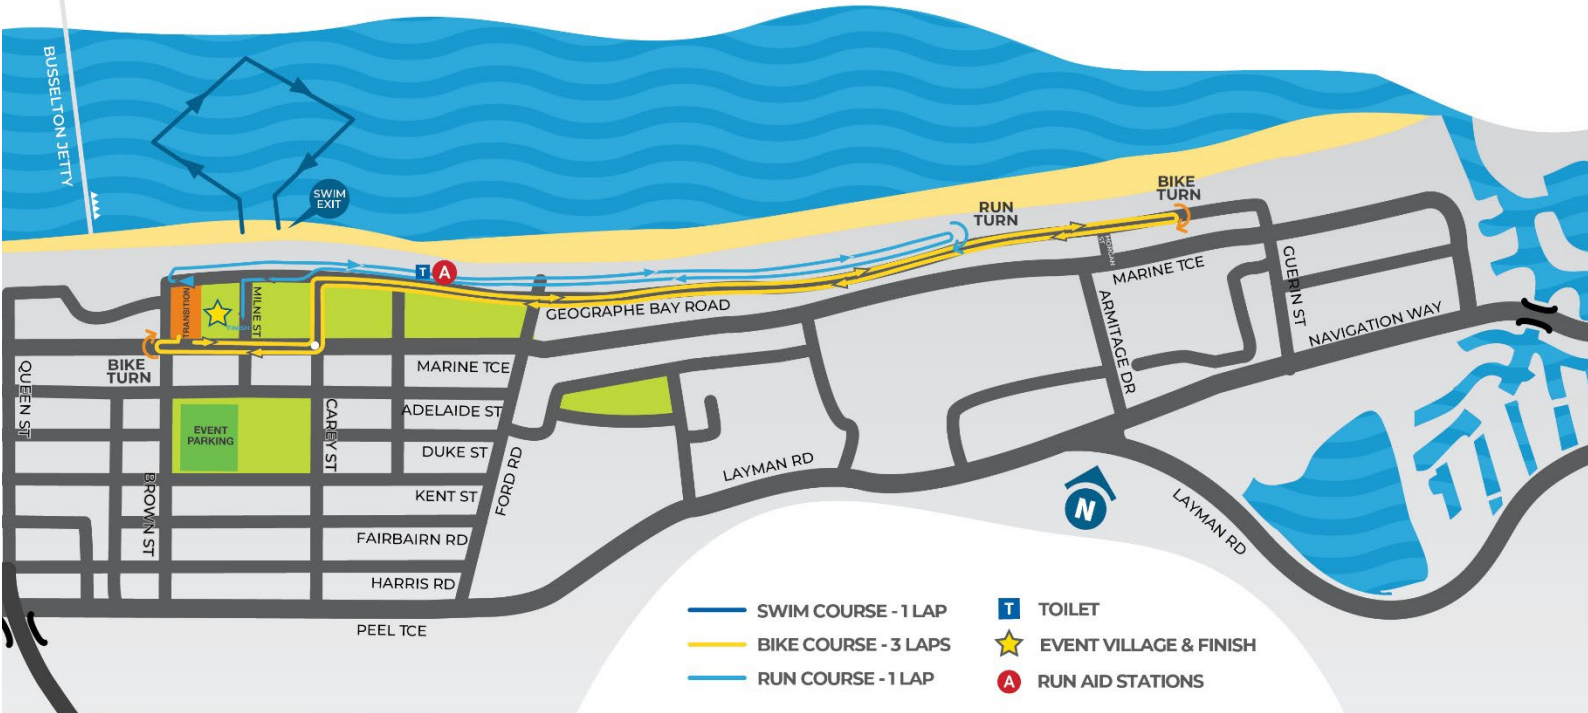 BUSSELTON JETTY
SWIM
EXIT
BIKE
TURN
RUN
TURN
T
A
TRANSITION
FINISH
MILNE ST
GEOGRAPHE BAY ROAD
MORGAN
ST
MARINE TCE
GUERIN ST
ARMITAGE DR
NAVIGATION WAY
BIKE
TURN
QUEEN ST
MARINE TCE
ADELAIDE ST
CAREY ST
EVENT
PARKING
DUKE ST
KENT ST
FORD RD
LAYMAN RD
BROWN ST
FAIRBAIRN RD
HARRIS RD
PEEL TCE
N
LAYMAN RD
SWIM COURSE - 1 LAP
BIKE COURSE - 3 LAPS
RUN COURSE - 1 LAP
T TOILET
EVENT VILLAGE & FINISH
A RUN AID STATIONS